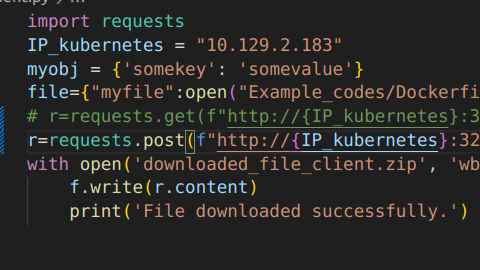 import requests
IP_kubernetes = "10.129.2.183"
myobj = {'somekey': 'somevalue'}
file={"myfile":open("Example_codes/Dockerfi
# r=requests.get(f"http://{IP_kubernetes}:3
r=requests.post(f"http://{IP_kubernetes}:32
with open('downloaded_file_client.zip', 'wb
f.write(r.content)
print('File downloaded successfully.')